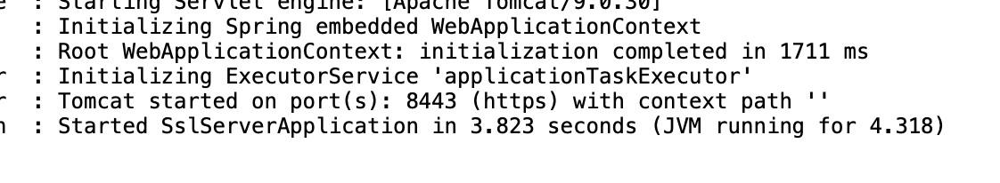 : Starting Servlet engine: [Apache Tomcat/9.0.30]
: Initializing Spring embedded WebApplicationContext
: Root WebApplicationContext: initialization completed in 1711 ms
r : Initializing ExecutorService 'applicationTaskExecutor'
r : Tomcat started on port(s): 8443 (https) with context path ''
: Started SslServerApplication in 3.823 seconds (JVM running for 4.318)